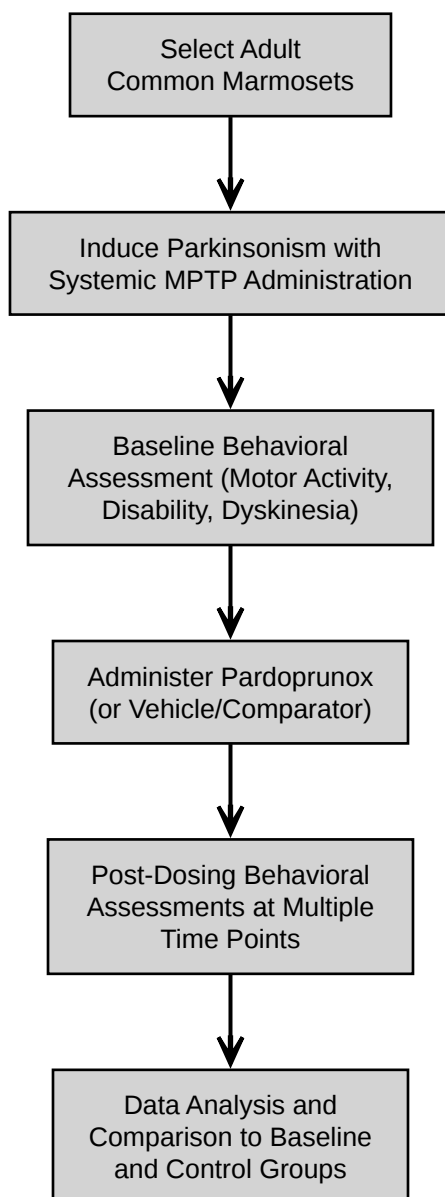 Select Adult
Common Marmosets
Induce Parkinsonism with
Systemic MPTP Administration
Baseline Behavioral
Assessment (Motor Activity,
Disability, Dyskinesia)
Administer Pardoprunox
(or Vehicle/Comparator)
Post-Dosing Behavioral
Assessments at Multiple
Time Points
Data Analysis and
Comparison to Baseline
and Control Groups